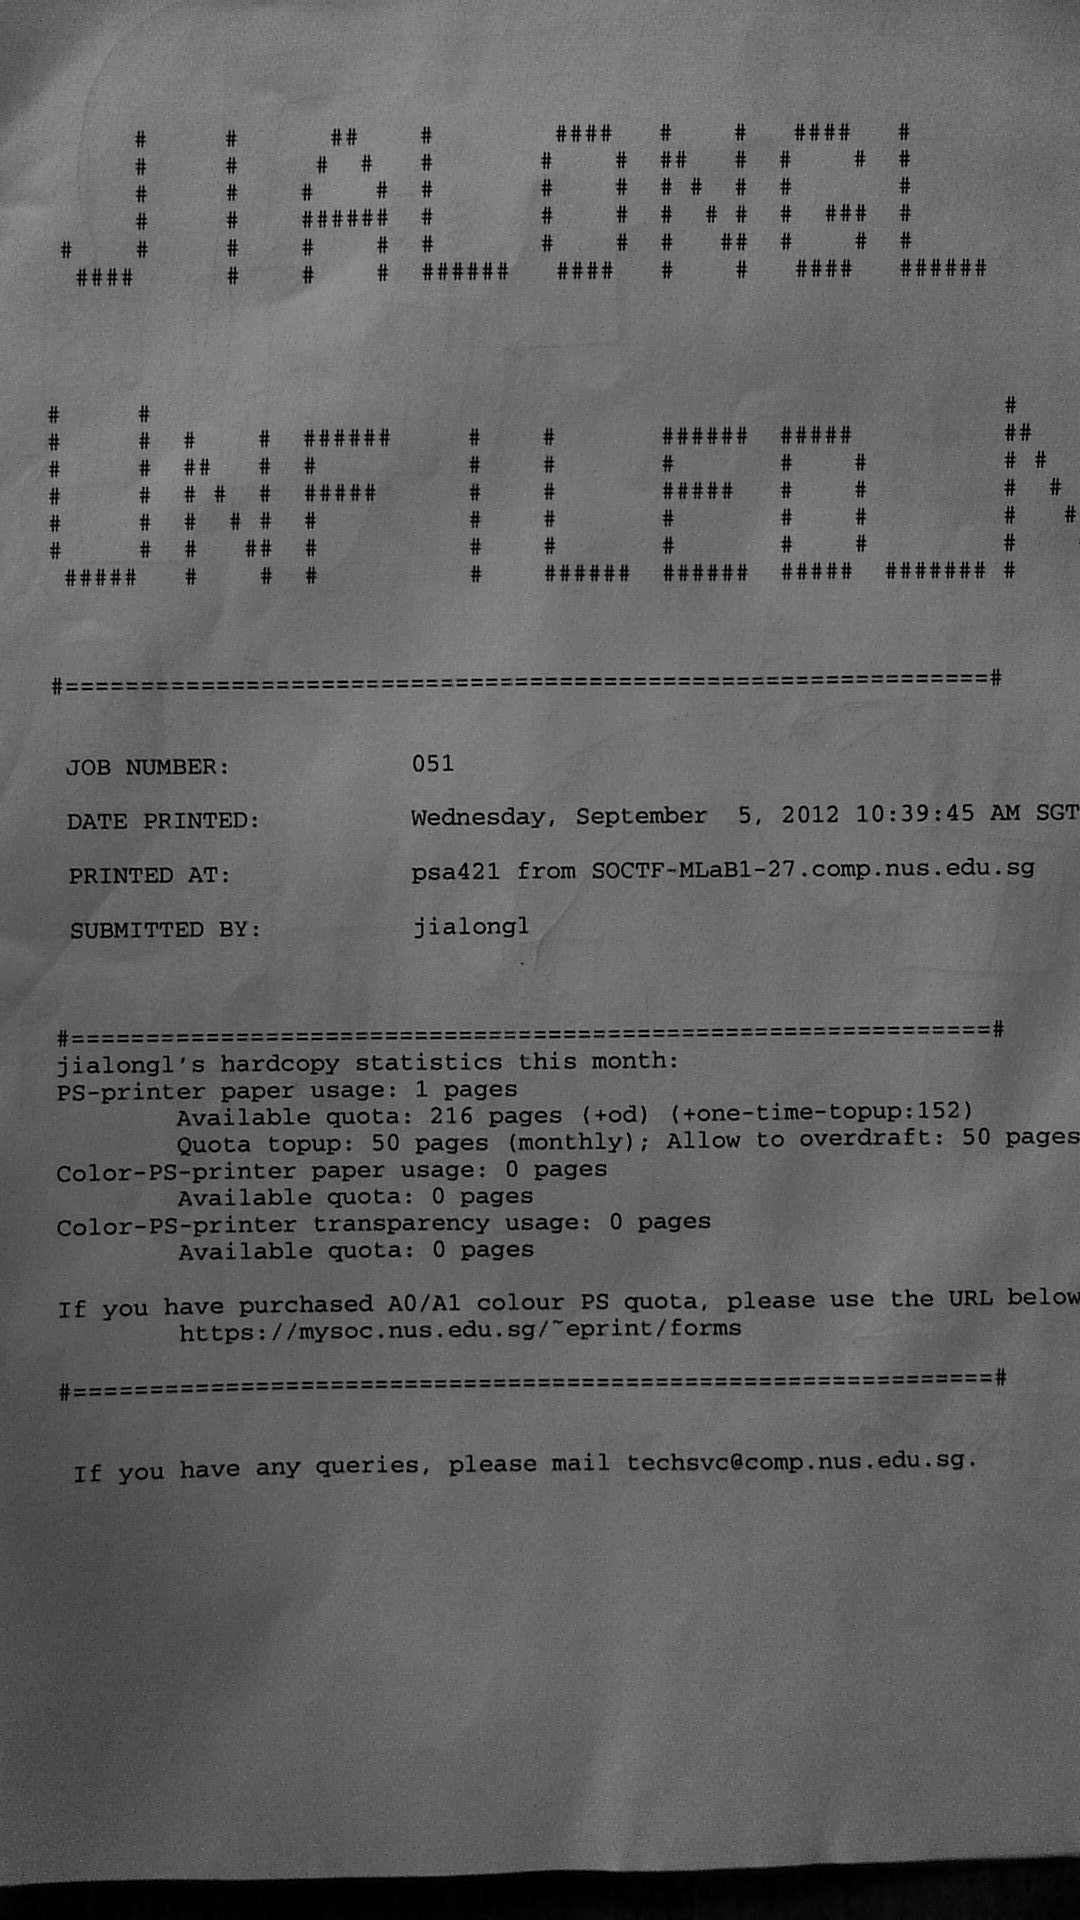 JIALONGL
UNFILED_N
#==============================================================#
JOB NUMBER: 051
DATE PRINTED: Wednesday, September 5, 2012 10:39:45 AM SGT
PRINTED AT: psa421 from SOCTF-MLaB1-27.comp.nus.edu.sg
SUBMITTED BY: jialongl
#==============================================================#
jialongl's hardcopy statistics this month:
PS-printer paper usage: 1 pages
Available quota: 216 pages (+od) (+one-time-topup:152)
Quota topup: 50 pages (monthly); Allow to overdraft: 50 pages
Color-PS-printer paper usage: 0 pages
Available quota: 0 pages
Color-PS-printer transparency usage: 0 pages
Available quota: 0 pages
If you have purchased A0/A1 colour PS quota, please use the URL below
https://mysoc.nus.edu.sg/~eprint/forms
#==============================================================#
If you have any queries, please mail techsvc@comp.nus.edu.sg.